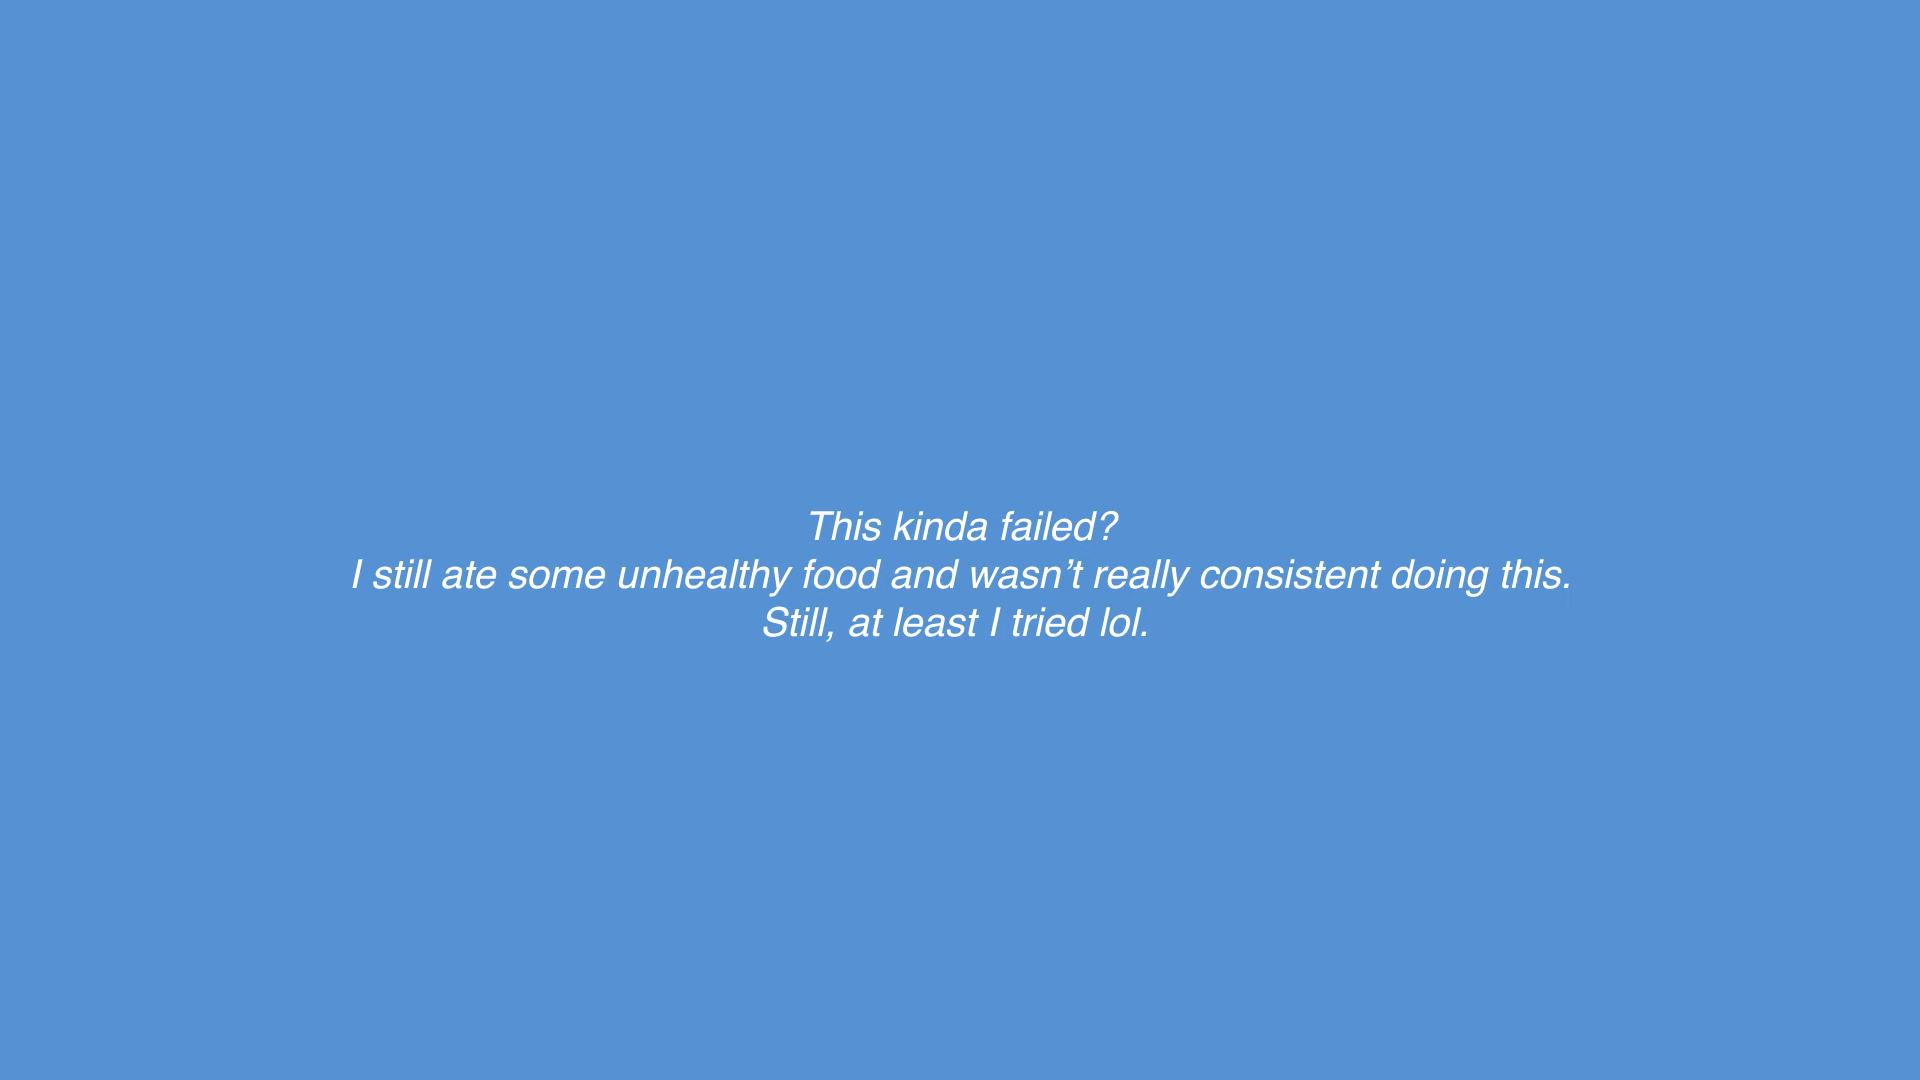 This kinda failed?
I still ate some unhealthy food and wasn’t really consistent doing this.
Still, at least I tried lol.